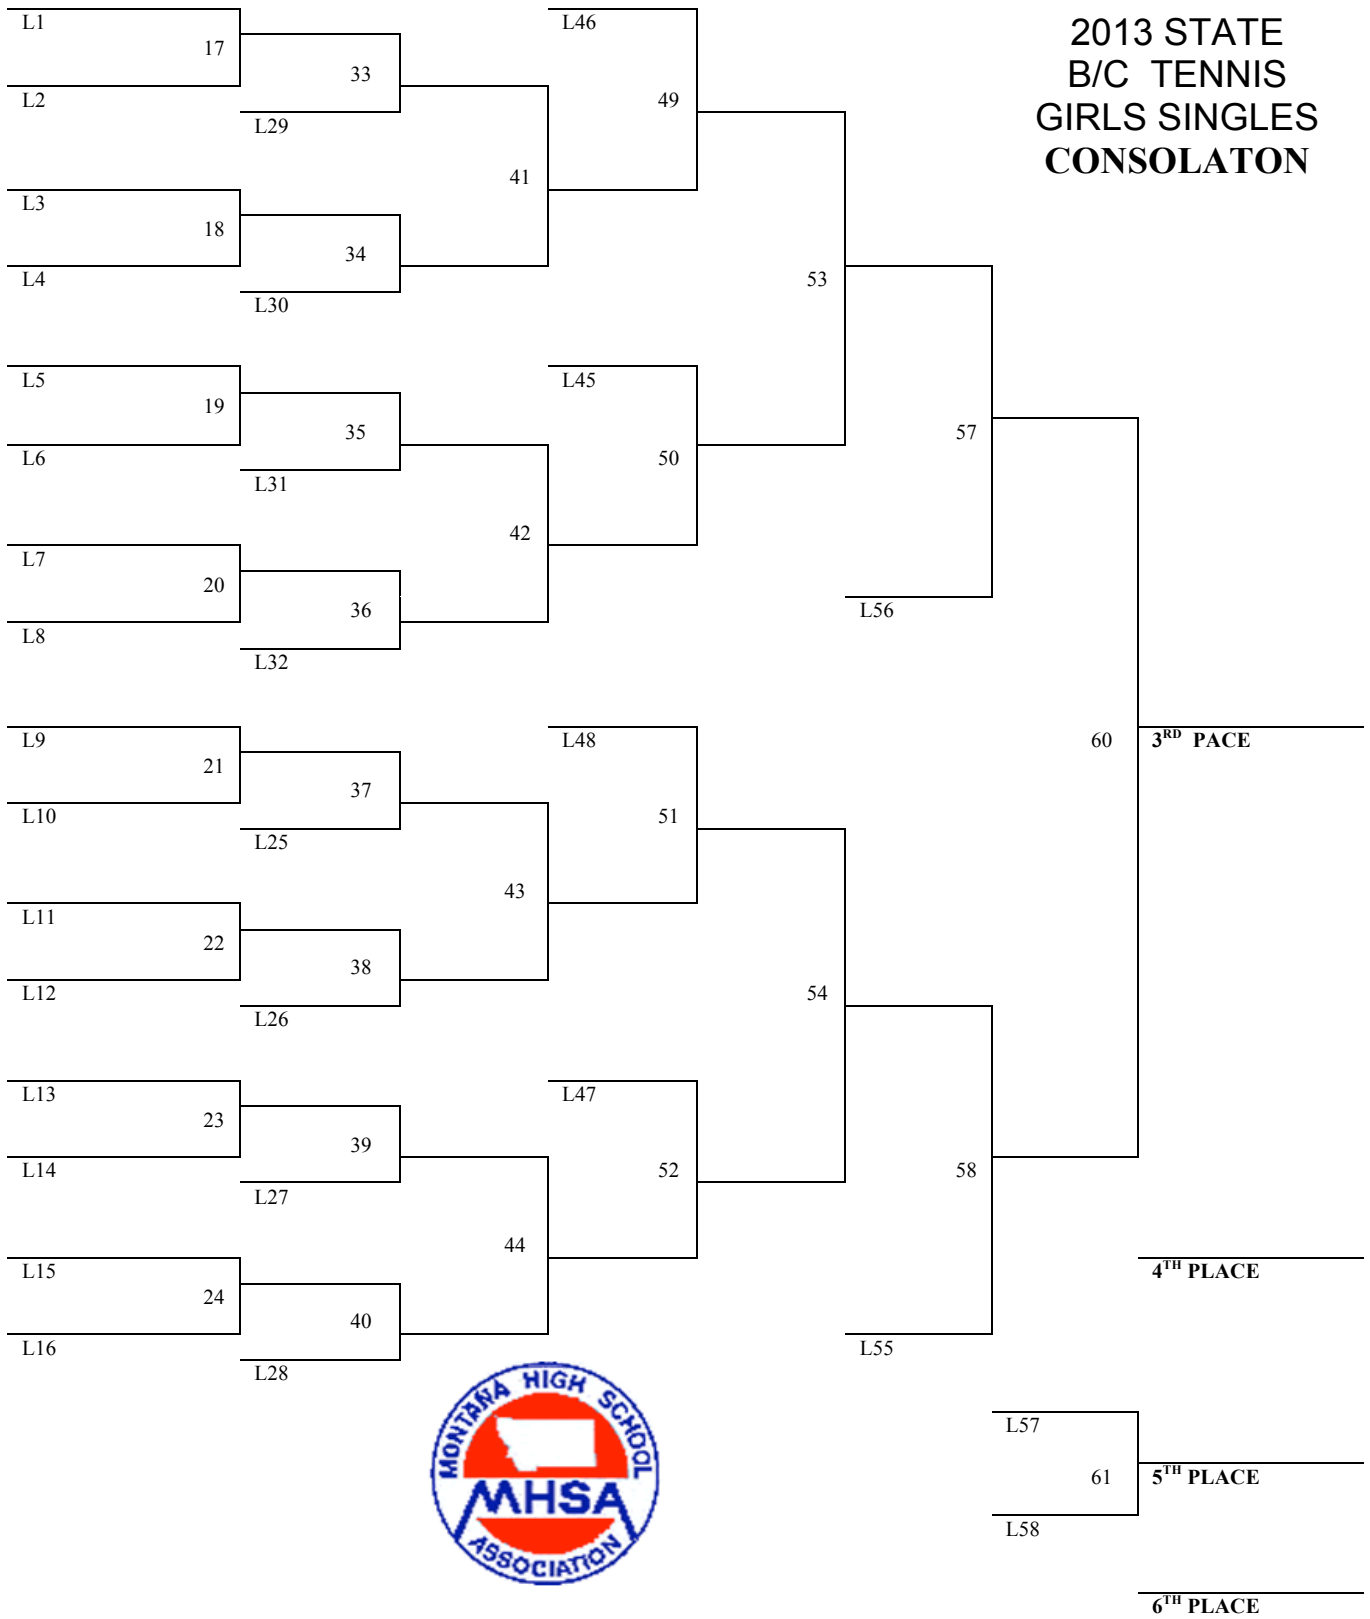 2013 STATE
B/C TENNIS
GIRLS SINGLES
CONSOLATON
L1
17
L2
33
L29
L3
18
L4
34
L30
41
L46
49
L5
19
L6
35
L31
L7
20
L8
36
L32
42
L45
50
53
L56
57
L9
21
L10
37
L25
L11
22
L12
38
L26
43
L48
51
L13
23
L14
39
L27
L15
24
L16
40
L28
44
L47
52
54
L55
58
60
3RD PACE
4TH PLACE
L57
61
L58
5TH PLACE
6TH PLACE
MONTANA HIGH SCHOOL
MHSA
ASSOCIATION